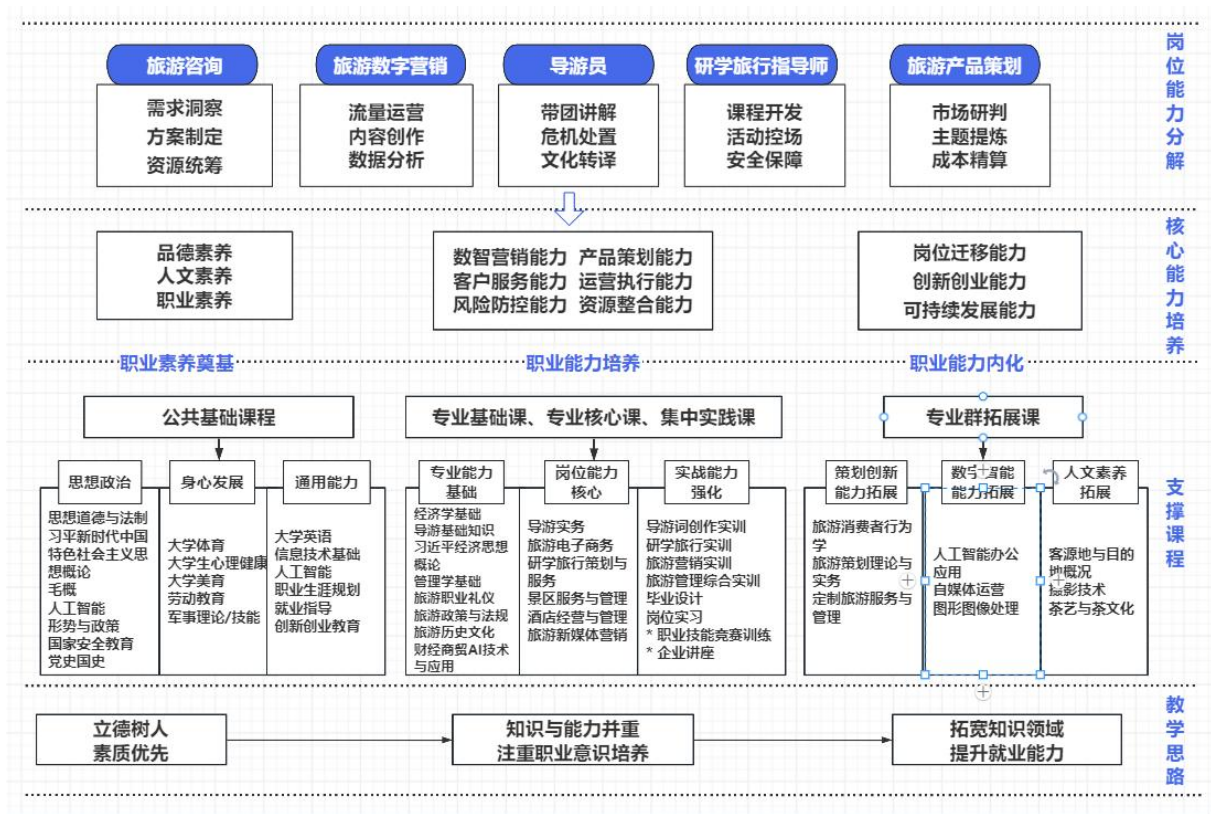 旅游咨询
需求洞察
方案制定
资源统筹
旅游数字营销
流量运营
内容创作
数据分析
导游员
带团讲解
危机处置
文化转译
研学旅行指导师
课程开发
活动控场
安全保障
旅游产品策划
市场研判
主题提炼
成本精算
岗位能力分解
品德素养
人文素养
职业素养
数智营销能力 产品策划能力
客户服务能力 运营执行能力
风险防控能力 资源整合能力
岗位迁移能力
创新创业能力
可持续发展能力
核心能力培养
职业素养奠基
职业能力培养
职业能力内化
公共基础课程
专业基础课、专业核心课、集中实践课
专业群拓展课
思想政治
思想道德与法制
习平新时代中国
特色社会主义思
想概论
毛概
人工智能
形势与政策
国家安全教育
党史国史
身心发展
大学体育
大学生心理健康
大学美育
劳动教育
军事理论/技能
通用能力
大学英语
信息技术基础
人工智能
职业生涯规划
就业指导
创新创业教育
专业能力
基础
经济学基础
导游基础知识
习近平经济思想
概论
管理学基础
旅游职业礼仪
旅游政策与法规
旅游历史文化
财经商贸AI技术
与应用
岗位能力
核心
导游实务
旅游电子商务
研学旅行策划与
服务
景区服务与管理
酒店经营与管理
旅游新媒体营销
实战能力
强化
导游词创作实训
研学旅行实训
旅游营销实训
旅游管理综合实训
毕业设计
岗位实习
* 职业技能竞赛训练
* 企业讲座
策划创新
能力拓展
旅游消费者行为
学
旅游策划理论与
实务
定制旅游服务与
管理
数字智能
能力拓展
人工智能办公
应用
自媒体运营
图形图像处理
人文素养
拓展
客源地与目的
地概况
摄影技术
茶艺与茶文化
支撑课程
立德树人
素质优先
知识与能力并重
注重职业意识培养
拓宽知识领域
提升就业能力
教学思路